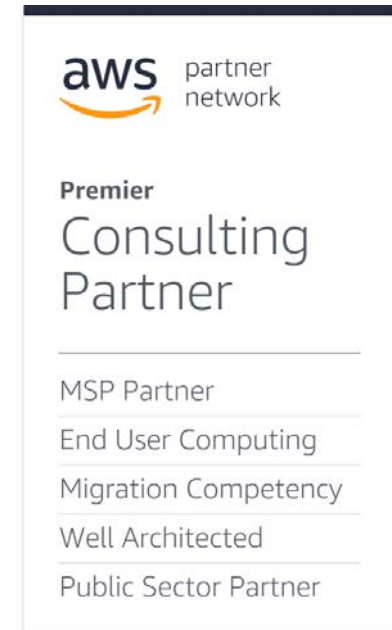 aws partner
network
Premier
Consulting
Partner
MSP Partner
End User Computing
Migration Competency
Well Architected
Public Sector Partner